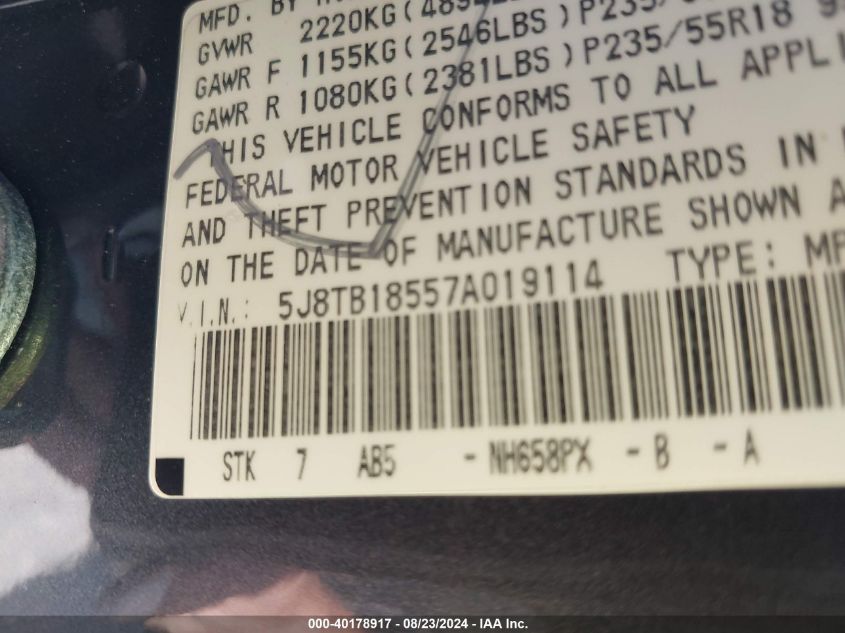 MFD. BY
GVWR 2220KG(
GAWR F 1155KG(2546LBS)P235/
GAWR R 1080KG(2381LBS)P235/55R18
THIS VEHICLE CONFORMS TO ALL
FEDERAL MOTOR VEHICLE SAFETY
AND THEFT PREVENTION STANDARDS IN
ON THE DATE OF MANUFACTURE SHOWN
V.I.N.: 5J8TB18557A019114 TYPE:
STK 7 AB5 - NH658PX - B - A
000-40178917 - 08/23/2024 - IAA Inc.